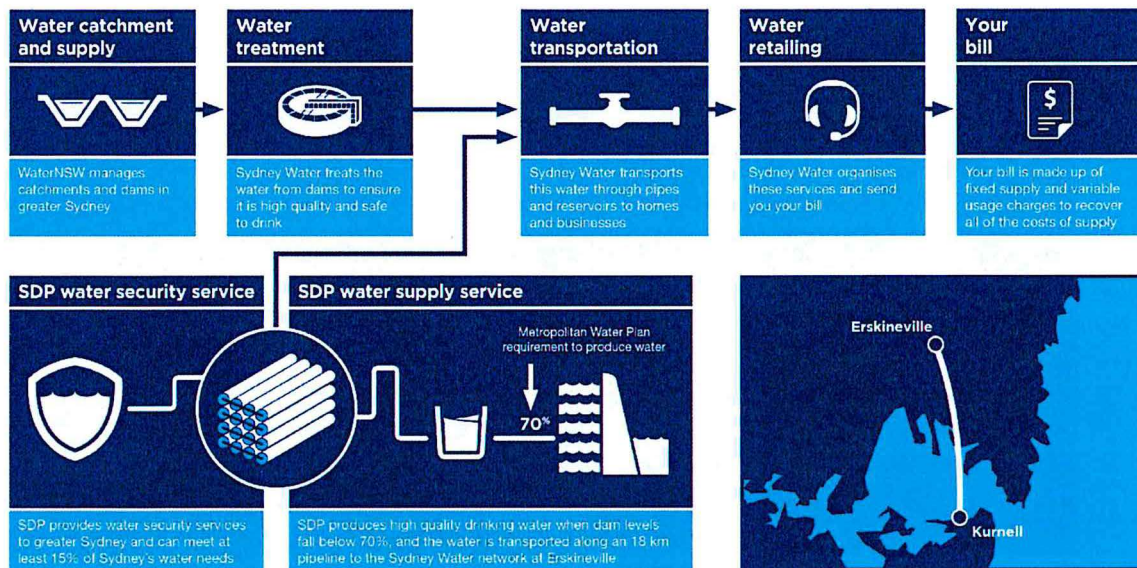 Water catchment
and supply
WaterNSW manages
catchments and dams in
greater Sydney
Water
treatment
Sydney Water treats the
water from dams to ensure
it is high quality and safe
to drink
Water
transportation
Sydney Water transports
this water through pipes
and reservoirs to homes
and businesses
Water
retailing
Sydney Water organises
these services and send
you your bill
Your
bill
$
Your bill is made up of
fixed supply and variable
usage charges to recover
all of the costs of supply
SDP water security service
SDP provides water security services
to greater Sydney and can meet at
least 15% of Sydney's water needs
SDP water supply service
Metropolitan Water Plan
requirement to produce water
70%
SDP produces high quality drinking water when dam levels
fall below 70%, and the water is transported along an 18 km
pipeline to the Sydney Water network at Erskineville
Erskineville
Kurnell